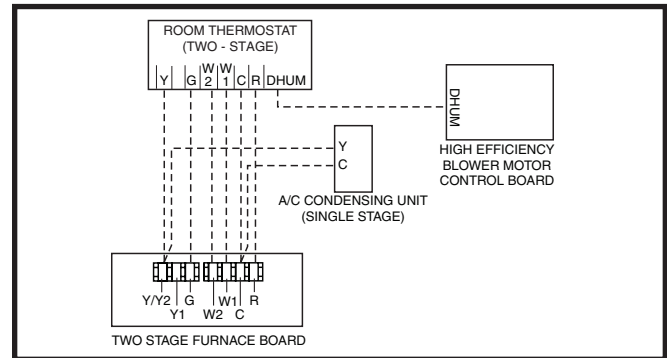 ROOM THERMOSTAT
(TWO - STAGE)
W W
Y G 2 1 C R DHUM
DHUM
Y
C
HIGH EFFICIENCY
BLOWER MOTOR
CONTROL BOARD
A/C CONDENSING UNIT
(SINGLE STAGE)
Y/Y2 G W1 R
Y1 W2 C
TWO STAGE FURNACE BOARD